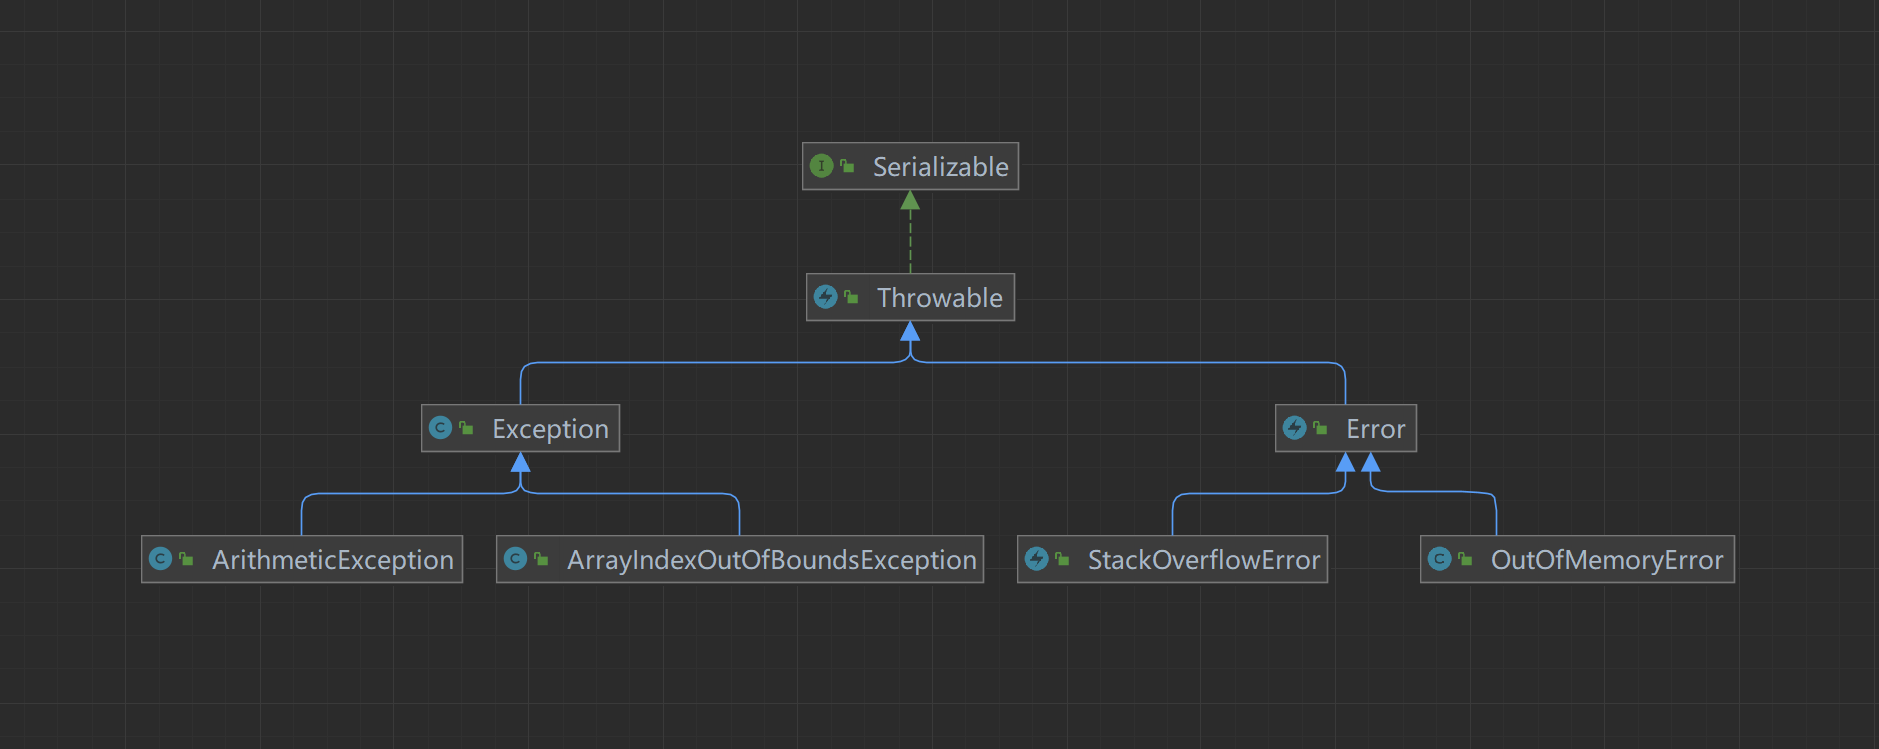 Serializable
Throwable
Exception
Error
ArithmeticException
ArrayIndexOutOfBoundsException
StackOverflowError
OutOfMemoryError